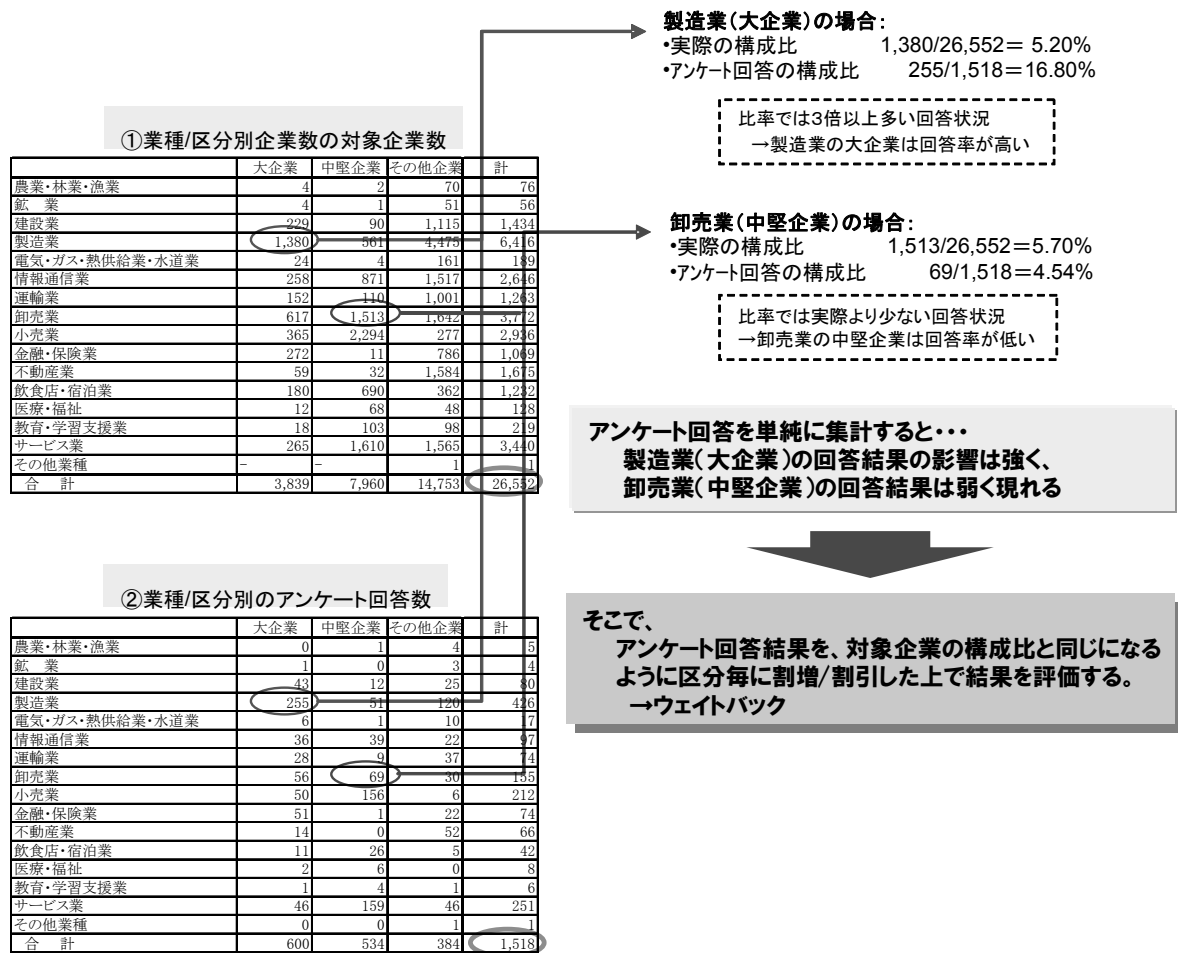 製造業(大企業)の場合:
•実際の構成比 1,380/26,552＝ 5.20%
•アンケート回答の構成比 255/1,518＝16.80%
比率では３倍以上多い回答状況
→製造業の大企業は回答率が高い
①業種/区分別企業数の対象企業数
大企業 中堅企業 その他企業 計
農業・林業・漁業 4 2 70 76
鉱 業 4 1 51 56
建設業 229 90 1,115 1,434
製造業 1,380 561 4,475 6,416
電気・ガス・熱供給業・水道業 24 4 161 189
情報通信業 258 871 1,517 2,646
運輸業 152 110 1,001 1,263
卸売業 617 1,513 1,642 3,772
小売業 365 2,294 277 2,936
金融・保険業 272 11 786 1,069
不動産業 59 32 1,584 1,675
飲食店・宿泊業 180 690 362 1,232
医療・福祉 12 68 48 128
教育・学習支援業 18 103 98 219
サービス業 265 1,610 1,565 3,440
その他業種 － － 1 1
合 計 3,839 7,960 14,753 26,552
卸売業(中堅企業)の場合:
•実際の構成比 1,513/26,552＝5.70%
•アンケート回答の構成比 69/1,518＝4.54%
比率では実際より少ない回答状況
→卸売業の中堅企業は回答率が低い
アンケート回答を単純に集計すると・・・
製造業(大企業)の回答結果の影響は強く、
卸売業(中堅企業)の回答結果は弱く現れる
そこで、
アンケート回答結果を、対象企業の構成比と同じになる
ように区分毎に割増/割引した上で結果を評価する。
→ウェイトバック
②業種/区分別のアンケート回答数
大企業 中堅企業 その他企業 計
農業・林業・漁業 0 1 4 5
鉱 業 1 0 3 4
建設業 43 12 25 80
製造業 255 51 120 426
電気・ガス・熱供給業・水道業 6 1 10 17
情報通信業 36 39 22 97
運輸業 28 9 37 74
卸売業 56 69 30 155
小売業 50 156 6 212
金融・保険業 51 1 22 74
不動産業 14 0 52 66
飲食店・宿泊業 11 26 5 42
医療・福祉 2 6 0 8
教育・学習支援業 1 4 1 6
サービス業 46 159 46 251
その他業種 0 0 1 1
合 計 600 534 384 1,518